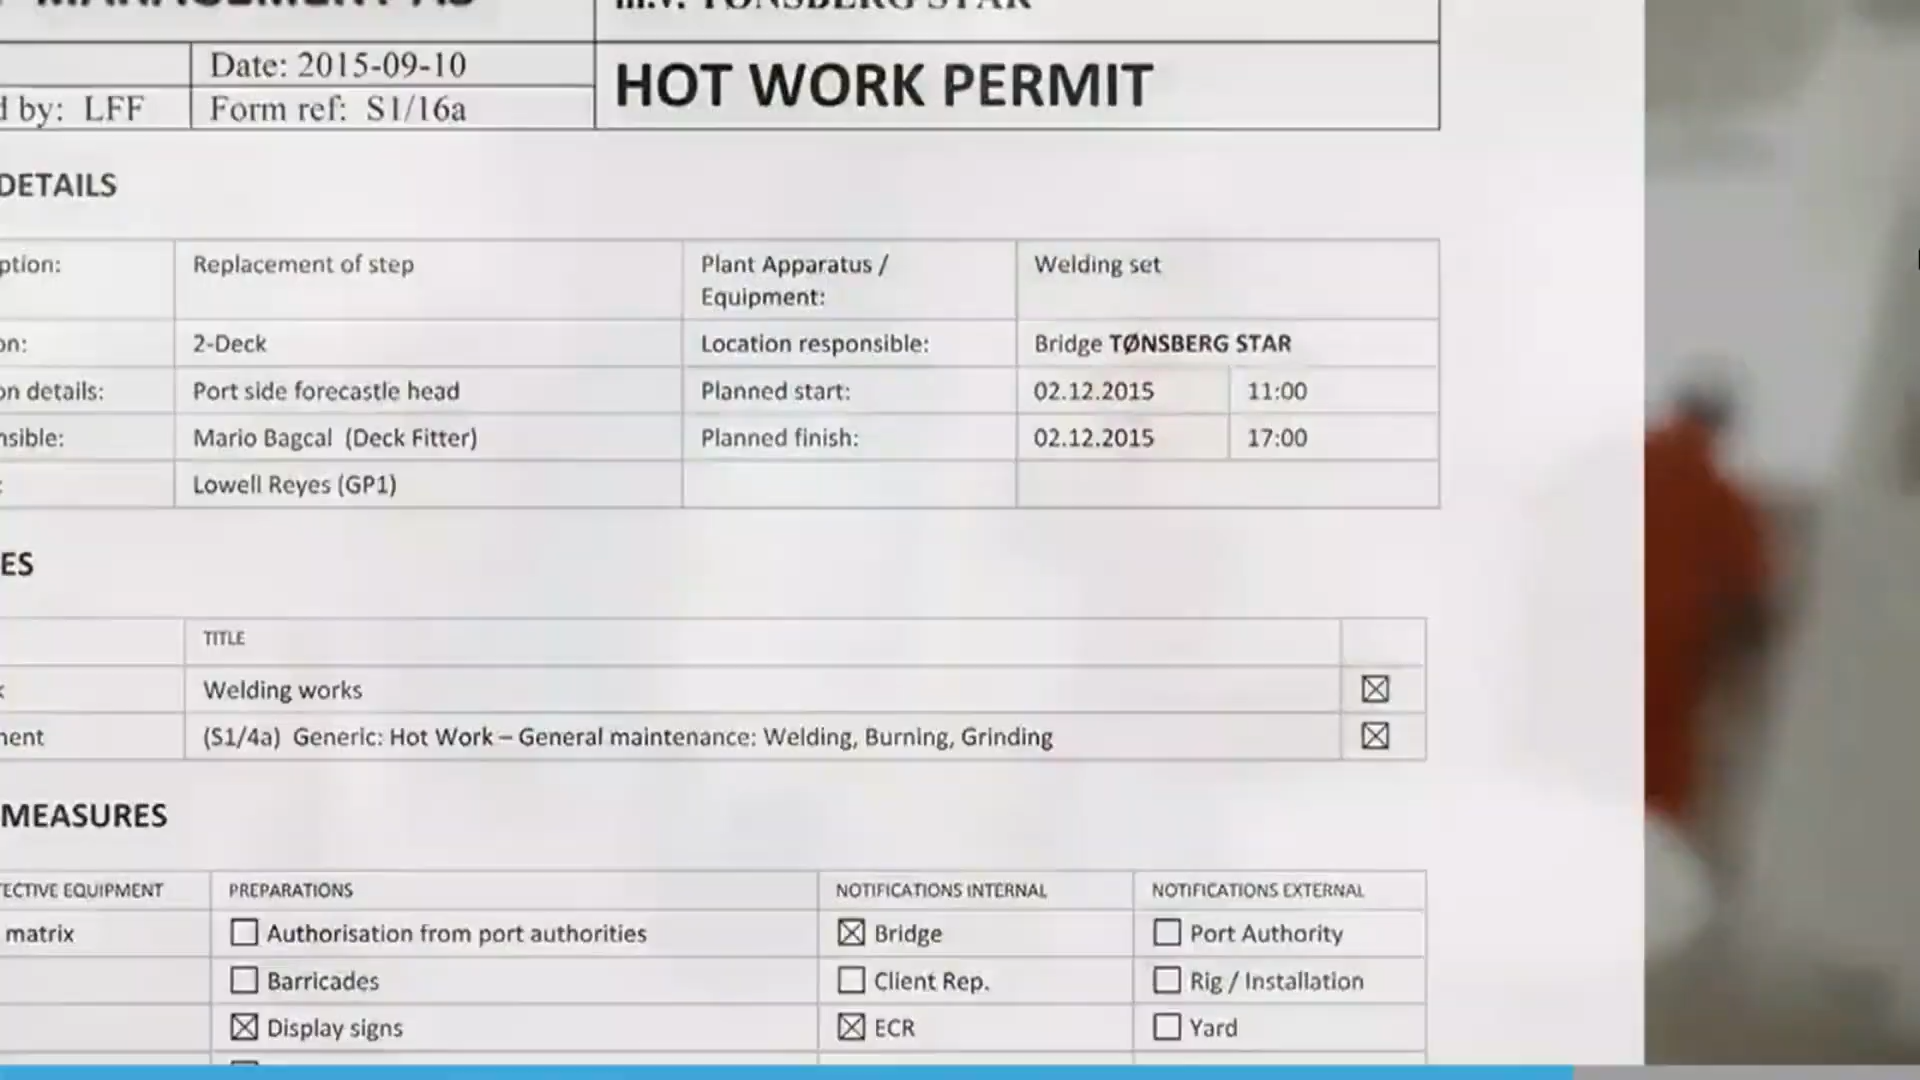 MANAGEMENT AS
m.v. TØNSBERG STAR
Date: 2015-09-10
HOT WORK PERMIT
d by: LFF
Form ref: S1/16a
DETAILS
ption:
Replacement of step
Plant Apparatus /
Equipment:
Welding set
on:
2-Deck
Location responsible:
Bridge TØNSBERG STAR
on details:
Port side forecastle head
Planned start:
02.12.2015
11:00
nsible:
Mario Bagcal (Deck Fitter)
Planned finish:
02.12.2015
17:00
:
Lowell Reyes (GP1)
ES
TITLE
k
Welding works
nent
(S1/4a) Generic: Hot Work – General maintenance: Welding, Burning, Grinding
MEASURES
TECTIVE EQUIPMENT
PREPARATIONS
NOTIFICATIONS INTERNAL
NOTIFICATIONS EXTERNAL
matrix
Authorisation from port authorities
Bridge
Port Authority
Barricades
Client Rep.
Rig / Installation
Display signs
ECR
Yard